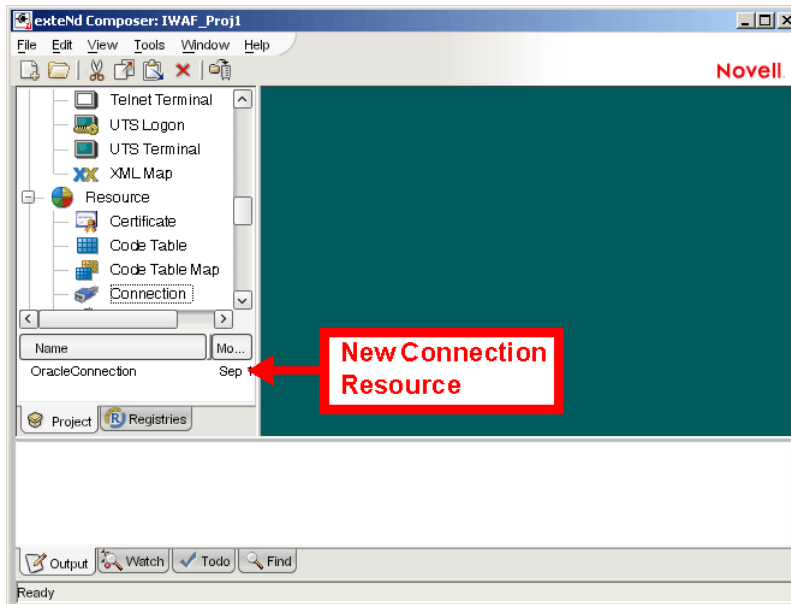 exteNd Composer: IWAF_Proj1
File Edit View Tools Window Help
Novell
Telnet Terminal
UTS Logon
UTS Terminal
XML Map
Resource
Certificate
Code Table
Code Table Map
Connection
Name Mo...
OracleConnection Sep
New Connection
Resource
Project Registries
Output Watch Todo Find
Ready